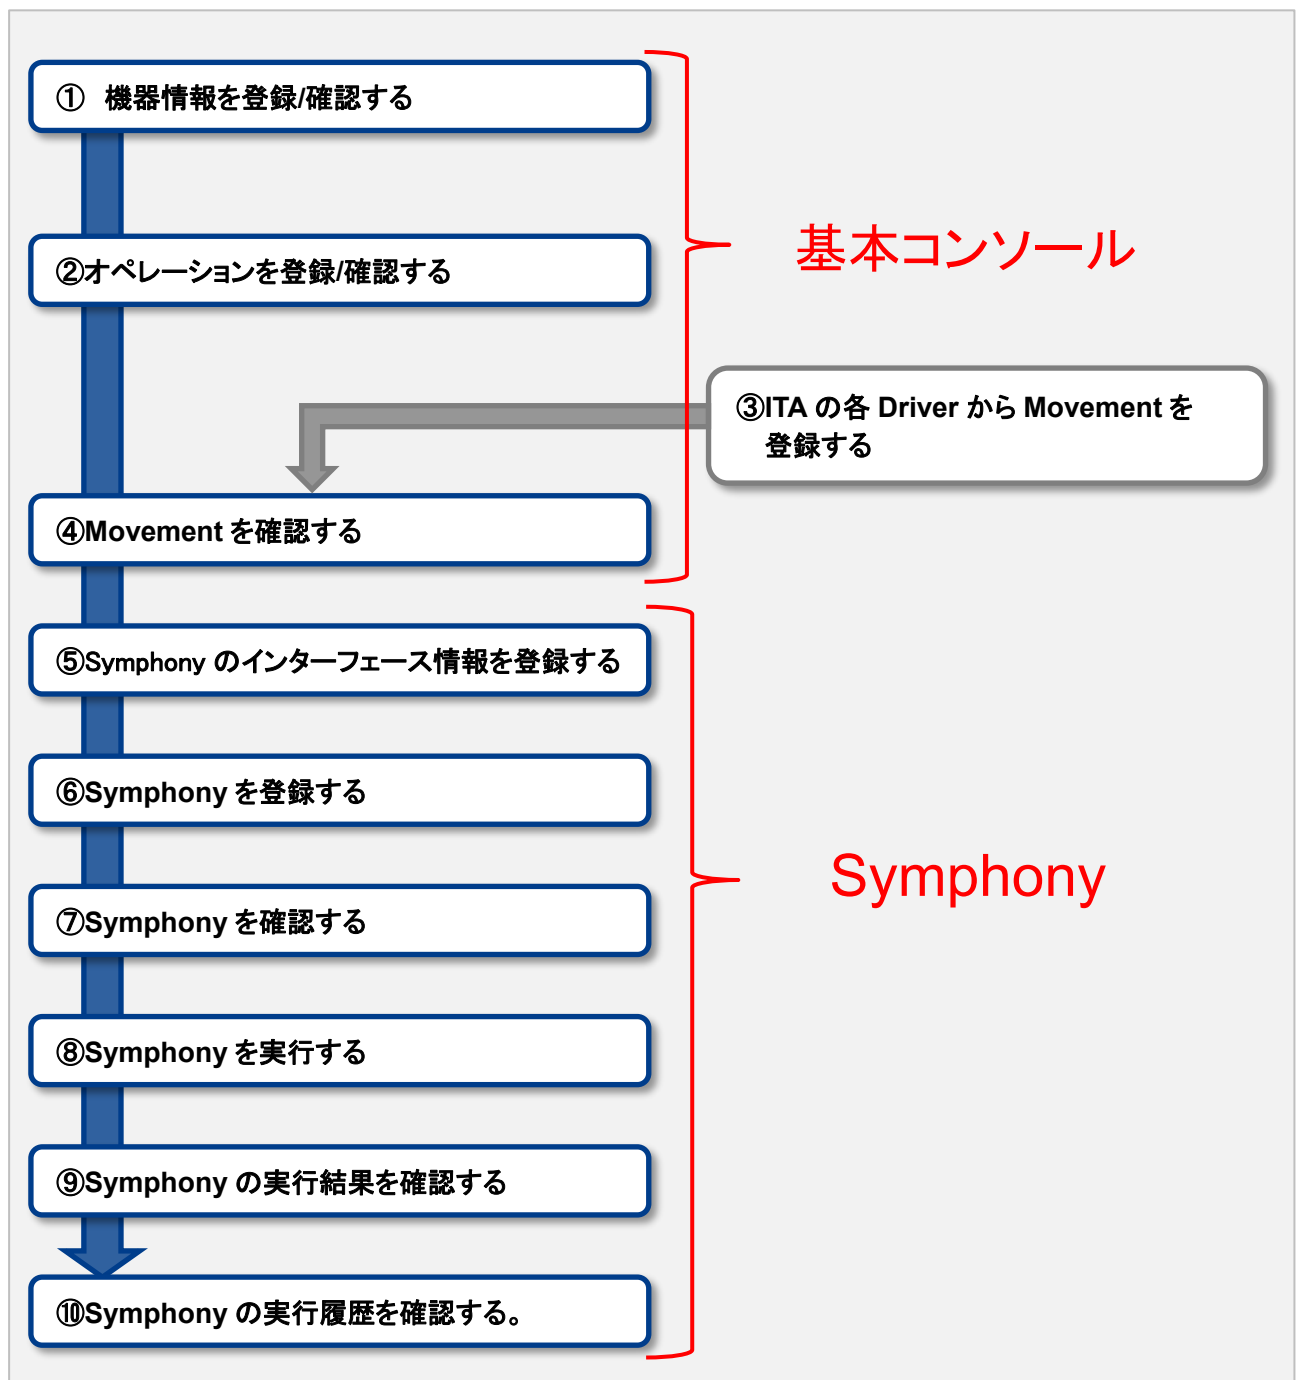 ① 機器情報を登録/確認する
②オペレーションを登録/確認する
基本コンソール
③ITA の各 Driver から Movement を
登録する
④Movement を確認する
⑤Symphony のインターフェース情報を登録する
⑥Symphony を登録する
⑦Symphony を確認する
Symphony
⑧Symphony を実行する
⑨Symphony の実行結果を確認する
⑩Symphony の実行履歴を確認する。